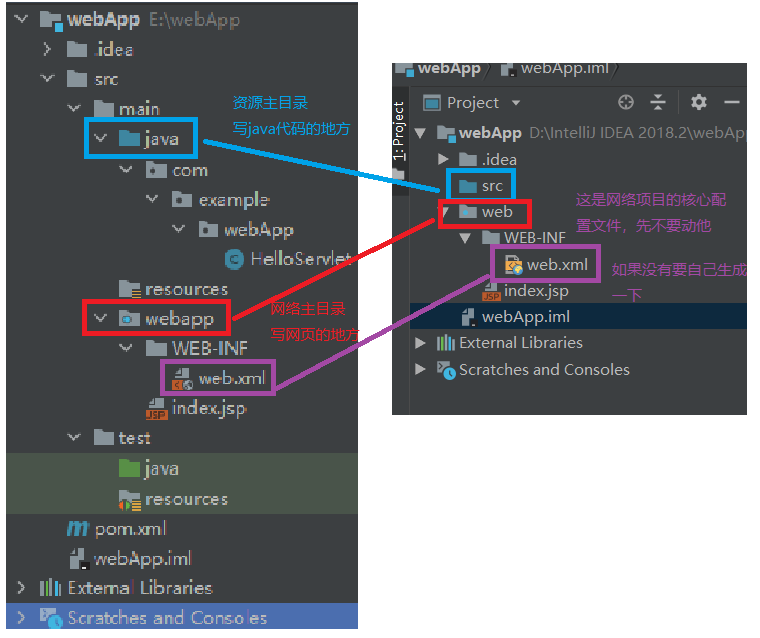 webApp E:\webApp
.idea
src
main
java
com
example
webApp
HelloServlet
resources
webapp
WEB-INF
web.xml
index.jsp
test
java
resources
pom.xml
webApp.iml
External Libraries
Scratches and Consoles
资源主目录
写java代码的地方
网络主目录
写网页的地方
webApp
webApp.iml
1: Project
Project
webApp D:\IntelliJ IDEA 2018.2\webApp
.idea
src
web
WEB-INF
web.xml
index.jsp
webApp.iml
External Libraries
Scratches and Consoles
这是网络项目的核心配
置文件，先不要动他
如果没有要自己生成
一下